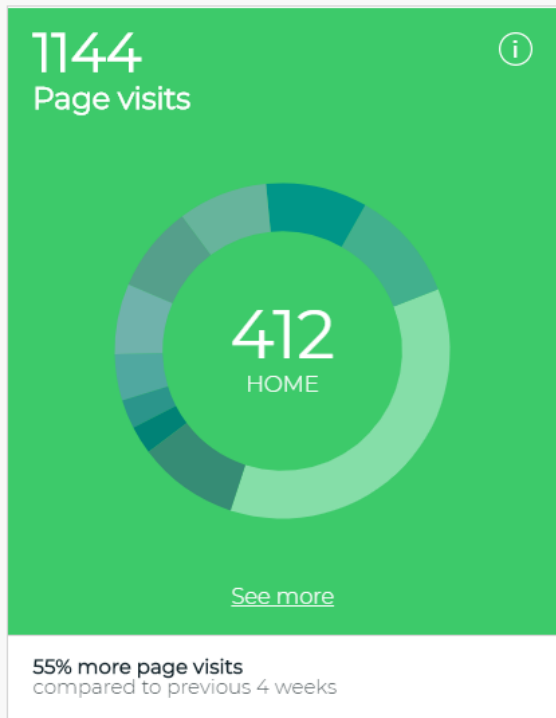 1144
Page visits
i
412
HOME
See more
55% more page visits
compared to previous 4 weeks